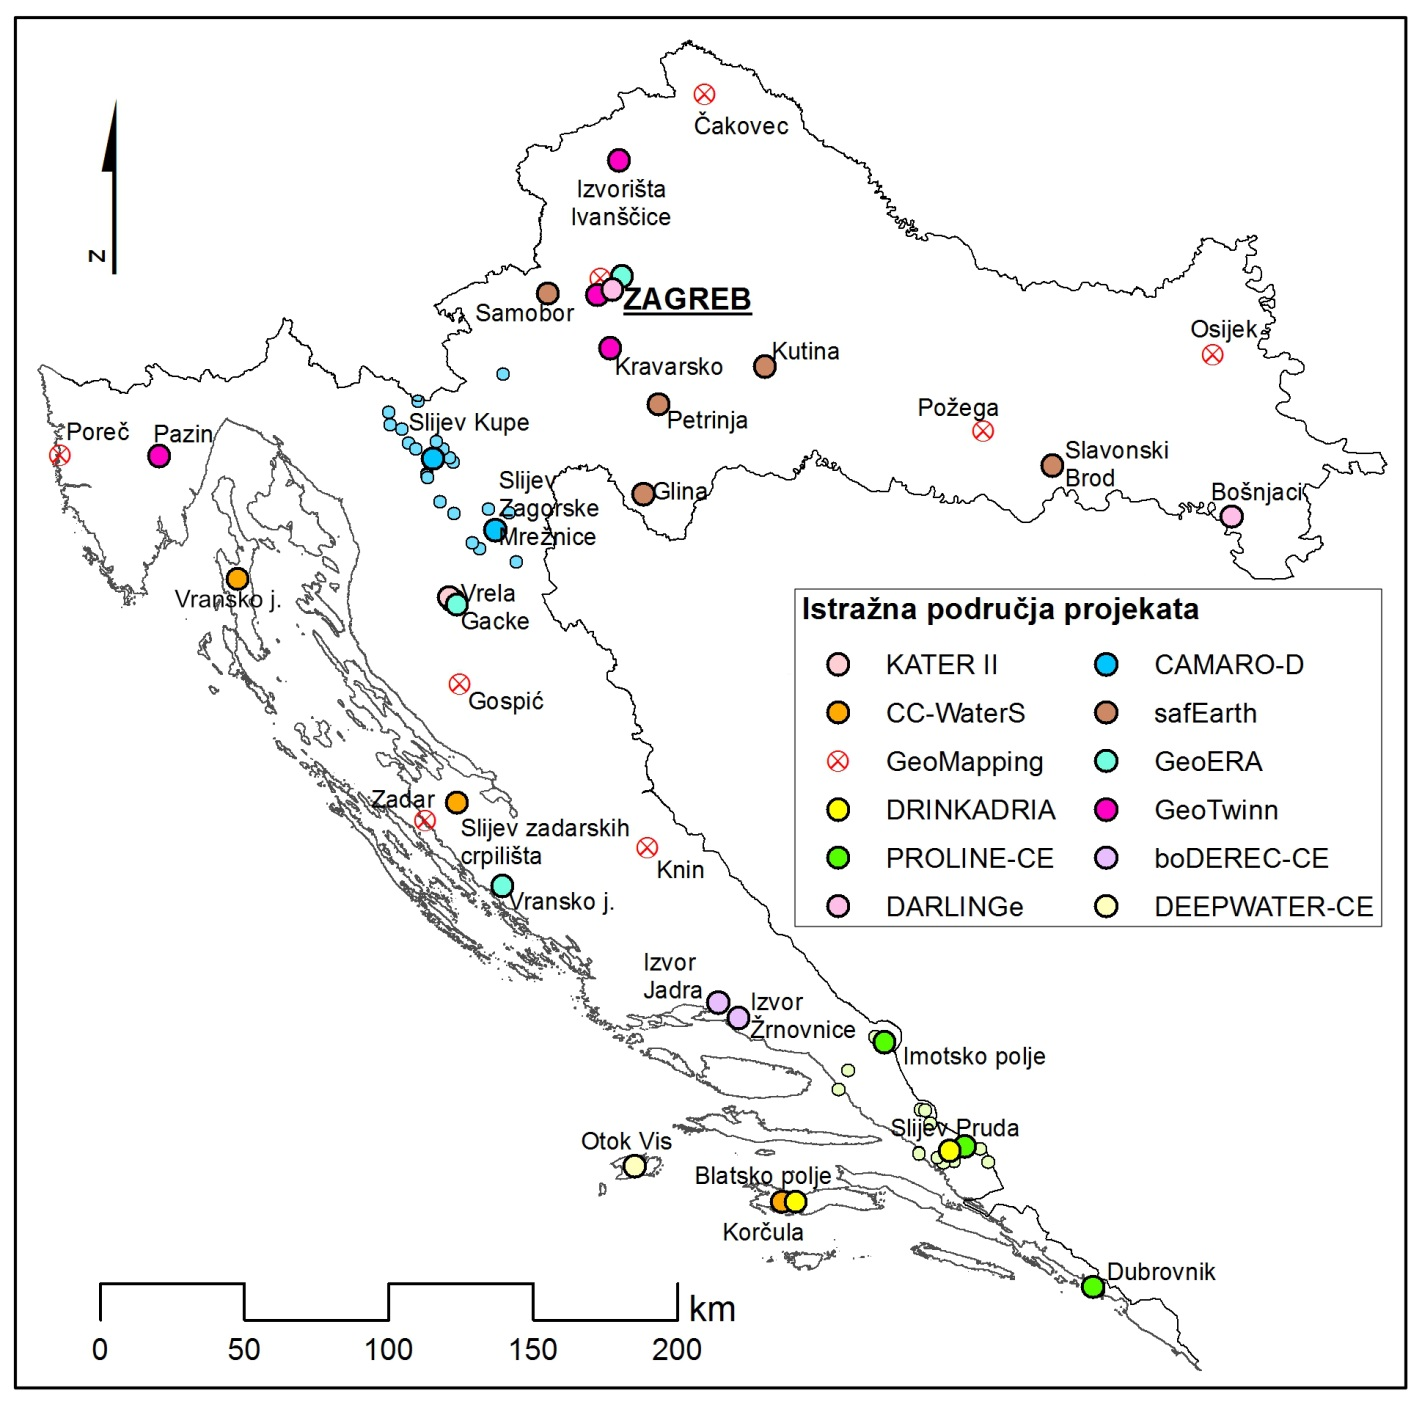 Čakovec
Izvorišta
Ivanščice
z
ZAGREB
Samobor
Osijek
Kutina
Kravarsko
Požega
Petrinja
Slijev Kupe
Poreč
Pazin
Slavonski
Brod
Slijev
Zagorske
Mrežnice
Glina
Bošnjaci
Vransko j.
Vrela
Gacke
Gospić
Istražna područja projekata
KATER II
CC-WaterS
GeoMapping
DRINKADRIA
PROLINE-CE
DARLINGe
CAMARO-D
safEarth
GeoERA
GeoTwinn
boDEREC-CE
DEEPWATER-CE
Zadar
Slijev zadarskih
crpilišta
Knin
Vransko j.
Izvor
Jadra
Izvor
Žrnovnice
Imotsko polje
Slijev Pruda
Otok Vis
Blatsko polje
Korčula
Dubrovnik
km
0 50 100 150 200